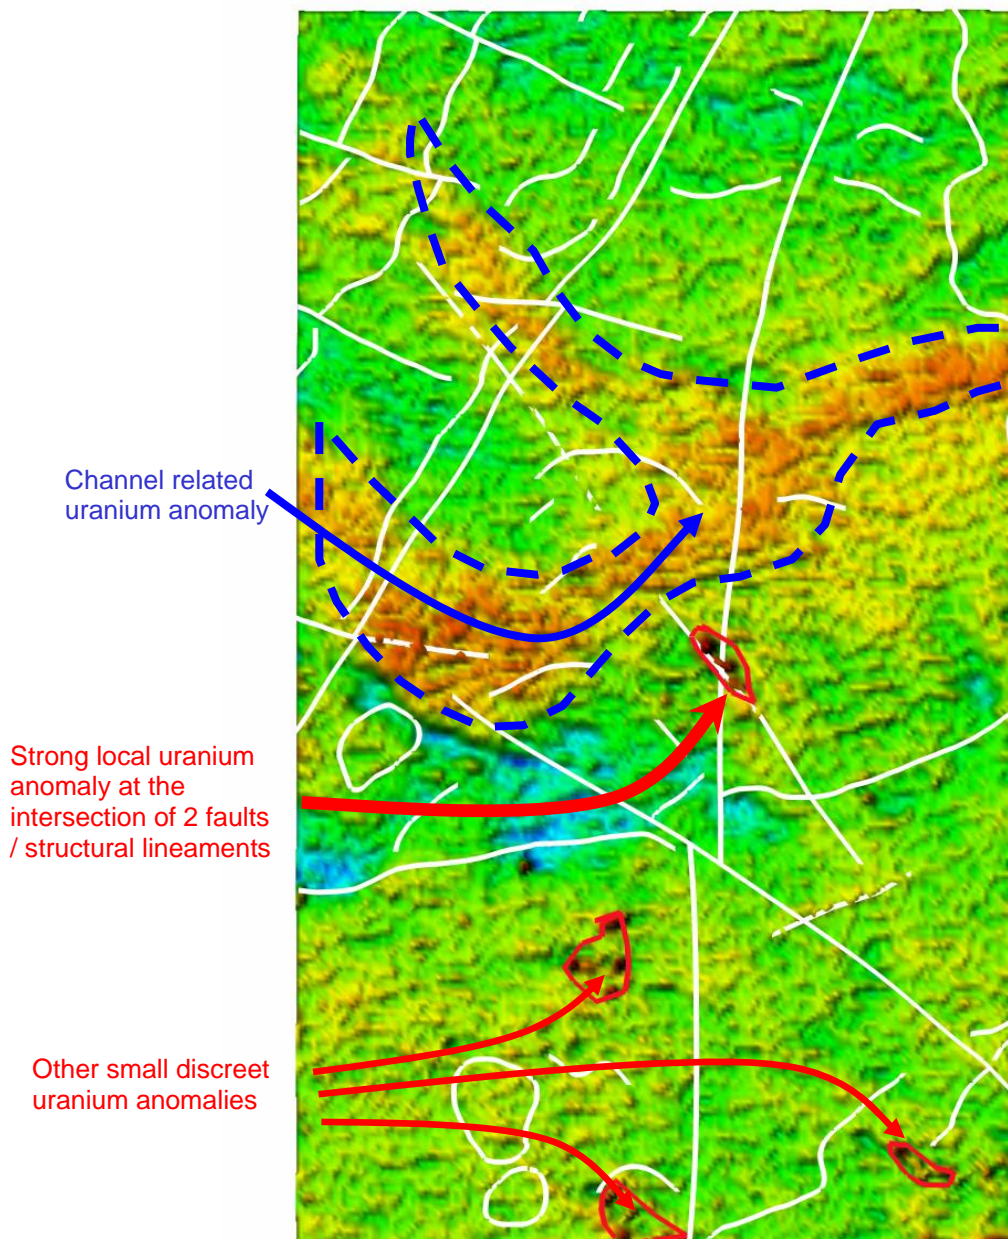 Channel related
uranium anomaly
Strong local uranium
anomaly at the
intersection of 2 faults
/ structural lineaments
Other small discreet
uranium anomalies